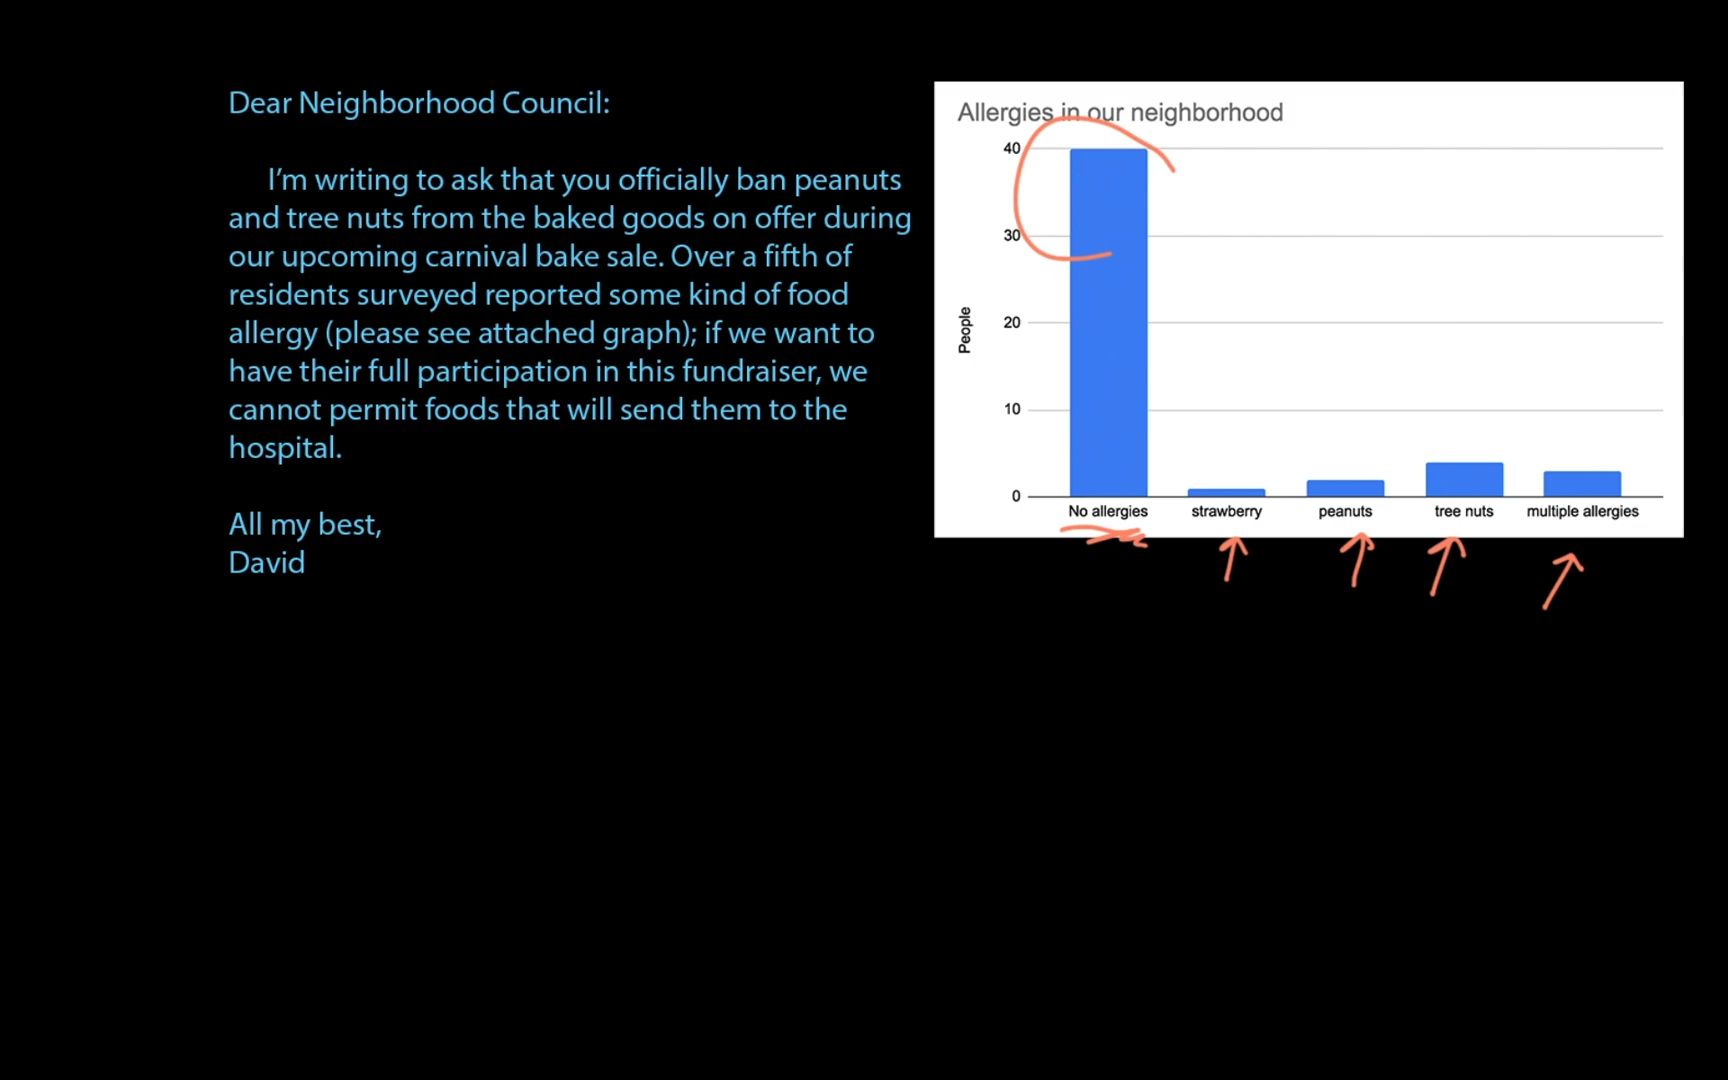 Dear Neighborhood Council:
I’m writing to ask that you officially ban peanuts
and tree nuts from the baked goods on offer during
our upcoming carnival bake sale. Over a fifth of
residents surveyed reported some kind of food
allergy (please see attached graph); if we want to
have their full participation in this fundraiser, we
cannot permit foods that will send them to the
hospital.
All my best,
David
Allergies in our neighborhood
40
30
20
10
0
People
No allergies
strawberry
peanuts
tree nuts
multiple allergies